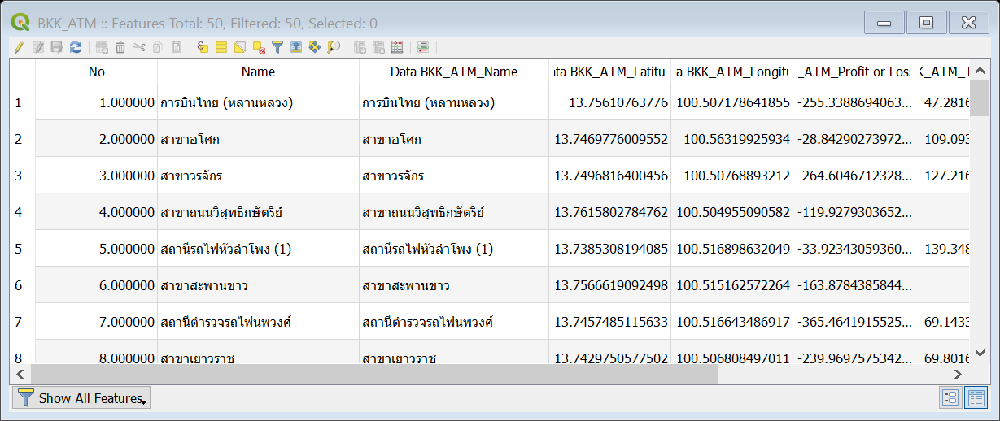 BKK_ATM :: Features Total: 50, Filtered: 50, Selected: 0
No Name Data BKK_ATM_Name ata BKK_ATM_Latitu a BKK_ATM_Longitu _ATM_Profit or Loss K_ATM_T
1 1.000000 การบินไทย (หลานหลวง) การบินไทย (หลานหลวง) 13.75610763776 100.507178641855 -255.3388694063... 47.2816
2 2.000000 สาขาอโศก สาขาอโศก 13.7469776009552 100.56319925934 -28.84290273972... 109.093
3 3.000000 สาขาวรจักร สาขาวรจักร 13.7496816400456 100.50768893212 -264.6046712328... 127.216
4 4.000000 สาขาถนนวิสุทธิกษัตริย์ สาขาถนนวิสุทธิกษัตริย์ 13.7615802784762 100.504955090582 -119.9279303652...
5 5.000000 สถานีรถไฟหัวลำโพง (1) สถานีรถไฟหัวลำโพง (1) 13.7385308194085 100.516898632049 -33.92343059360... 139.348
6 6.000000 สาขาสะพานขาว สาขาสะพานขาว 13.7566619092498 100.515162572264 -163.8784385844...
7 7.000000 สถานีตำรวจรถไฟนพวงศ์ สถานีตำรวจรถไฟนพวงศ์ 13.7457485115633 100.516643486917 -365.4641915525... 69.1433
8 8.000000 สาขาเยาวราช สาขาเยาวราช 13.7429750577502 100.506808497011 -239.9697575342... 69.8016
Show All Features